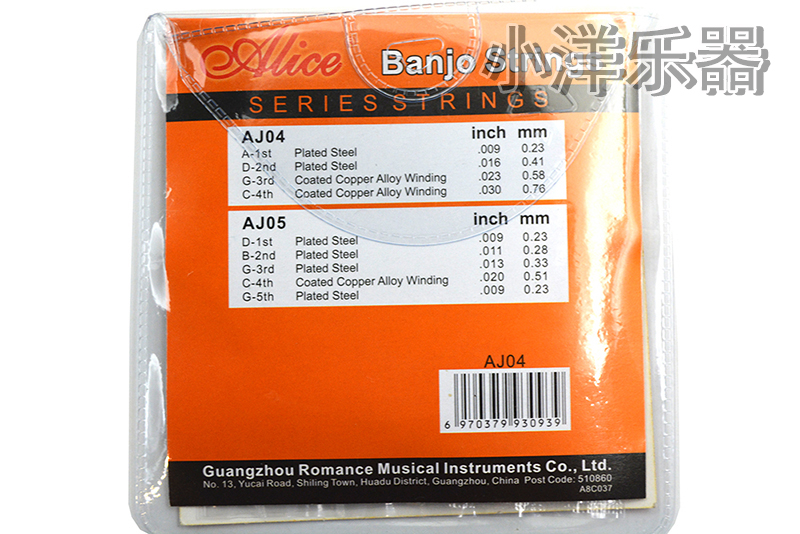 Alice Banjo Strings
小洋乐器
SERIES STRINGS
AJ04 inch mm
A-1st Plated Steel .009 0.23
D-2nd Plated Steel .016 0.41
G-3rd Coated Copper Alloy Winding .023 0.58
C-4th Coated Copper Alloy Winding .030 0.76
AJ05 inch mm
D-1st Plated Steel .009 0.23
B-2nd Plated Steel .011 0.28
G-3rd Plated Steel .013 0.33
C-4th Coated Copper Alloy Winding .020 0.51
G-5th Plated Steel .009 0.23
AJ04
6 970379 930939
Guangzhou Romance Musical Instruments Co., Ltd.
No. 13, Yucai Road, Shiling Town, Huadu District, Guangzhou, China Post Code: 510860
A8C037